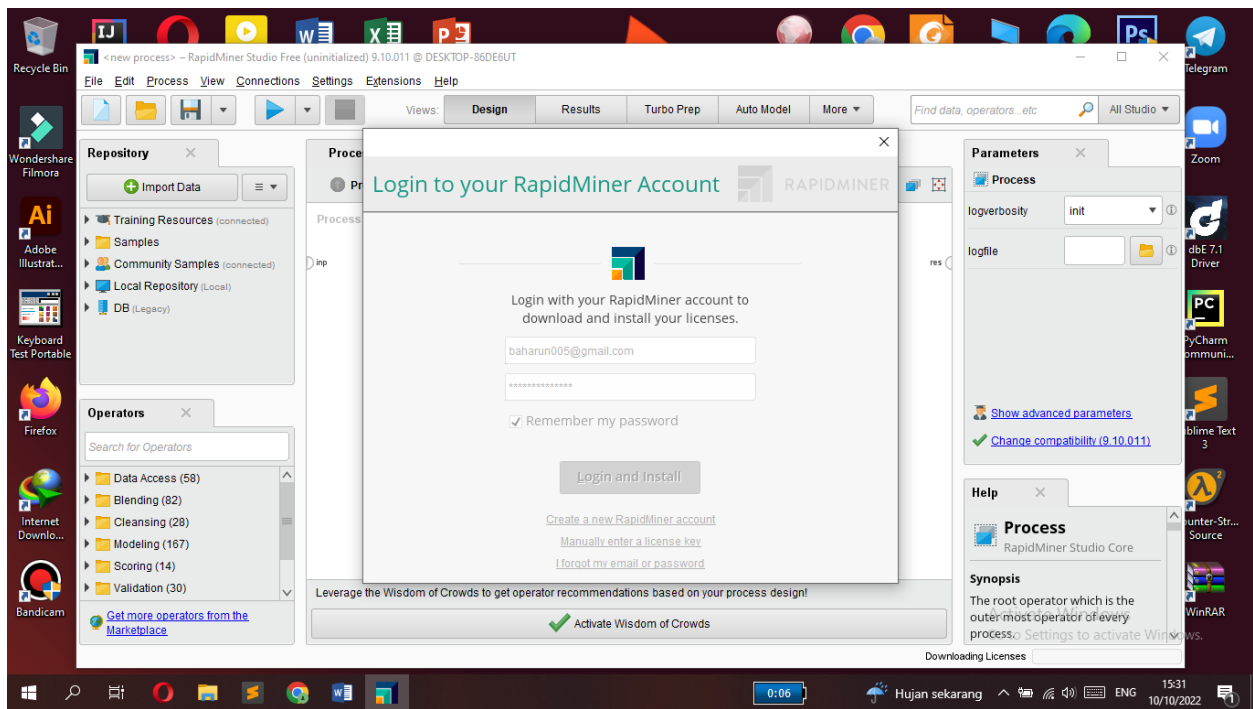 Recycle Bin
IJ
W
X
P
Ps
Telegram
<new process> – RapidMiner Studio Free (uninitialized) 9.10.011 @ DESKTOP-86DE6UT
File Edit Process View Connections Settings Extensions Help
Views: Design Results Turbo Prep Auto Model More
Find data, operators...etc
All Studio
Wondershare
Filmora
Zoom
Repository
Import Data
Training Resources (connected)
Samples
Community Samples (connected)
Local Repository (Local)
DB (Legacy)
Proce
Pr
Process
inp
res
Login to your RapidMiner Account
RAPIDMINER
Login with your RapidMiner account to
download and install your licenses.
baharun005@gmail.com
**************
Remember my password
Login and Install
Create a new RapidMiner account
Manually enter a license key
I forgot my email or password
Parameters
Process
logverbosity
init
logfile
Show advanced parameters
Change compatibility (9.10.011)
Ai
Adobe
Illustrat...
dbE 7.1
Driver
Keyboard
Test Portable
PC
PyCharm
ommuni...
Firefox
blime Text
3
Operators
Search for Operators
Data Access (58)
Blending (82)
Cleansing (28)
Modeling (167)
Scoring (14)
Validation (30)
Get more operators from the
Marketplace
Internet
Downlo...
Bandicam
Leverage the Wisdom of Crowds to get operator recommendations based on your process design!
Activate Wisdom of Crowds
Help
Process
RapidMiner Studio Core
Synopsis
The root operator which is the
outer most operator of every
process.
Activate Windows
Go to Settings to activate Windows.
ounter-Str...
Source
WinRAR
Downloading Licenses
0:06
Hujan sekarang
ENG
15:31
10/10/2022
1